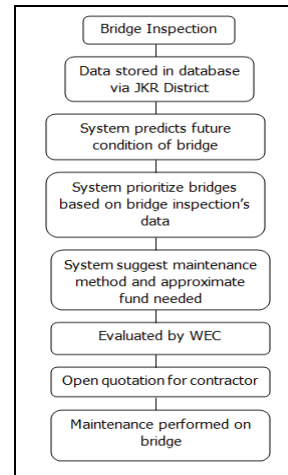 Bridge Inspection
Data stored in database
via JKR District
System predicts future
condition of bridge
System prioritize bridges
based on bridge inspection's
data
System suggest maintenance
method and approximate
fund needed
Evaluated by WEC
Open quotation for contractor
Maintenance performed on
bridge